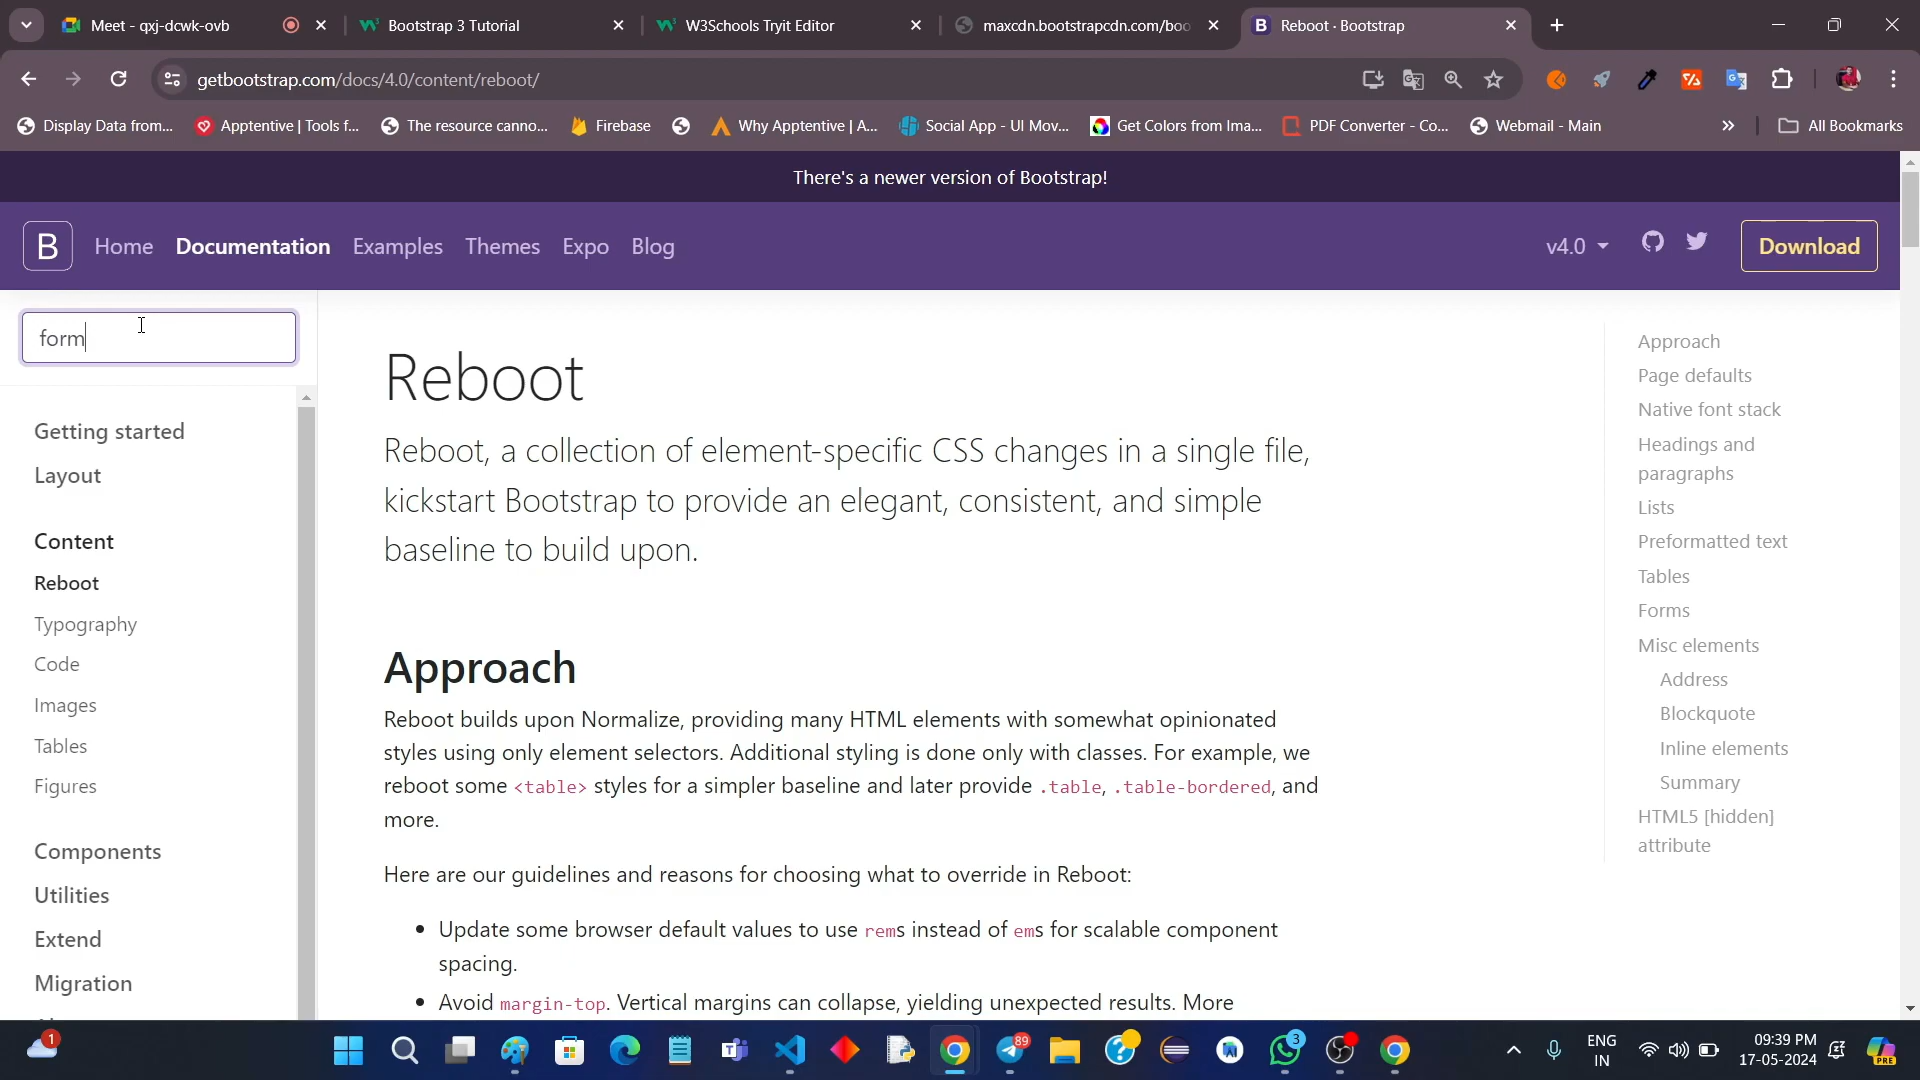 Meet - qxj-dcwk-ovb
Bootstrap 3 Tutorial
W3Schools Tryit Editor
maxcdn.bootstrapcdn.com/boo
Reboot · Bootstrap
getbootstrap.com/docs/4.0/content/reboot/
Display Data from...
Apptentive | Tools f...
The resource canno...
Firebase
Why Apptentive | A...
Social App - UI Mov...
Get Colors from Ima...
PDF Converter - Co...
Webmail - Main
»
All Bookmarks
There's a newer version of Bootstrap!
B
Home
Documentation
Examples
Themes
Expo
Blog
v4.0
Download
form
Getting started
Layout
Content
Reboot
Typography
Code
Images
Tables
Figures
Components
Utilities
Extend
Migration
Reboot
Reboot, a collection of element-specific CSS changes in a single file,
kickstart Bootstrap to provide an elegant, consistent, and simple
baseline to build upon.
Approach
Reboot builds upon Normalize, providing many HTML elements with somewhat opinionated
styles using only element selectors. Additional styling is done only with classes. For example, we
reboot some <table> styles for a simpler baseline and later provide .table, .table-bordered, and
more.
Here are our guidelines and reasons for choosing what to override in Reboot:
• Update some browser default values to use rems instead of ems for scalable component
spacing.
• Avoid margin-top. Vertical margins can collapse, yielding unexpected results. More
Approach
Page defaults
Native font stack
Headings and
paragraphs
Lists
Preformatted text
Tables
Forms
Misc elements
Address
Blockquote
Inline elements
Summary
HTML5 [hidden]
attribute
1
89
3
ENG
IN
09:39 PM
17-05-2024
PRE